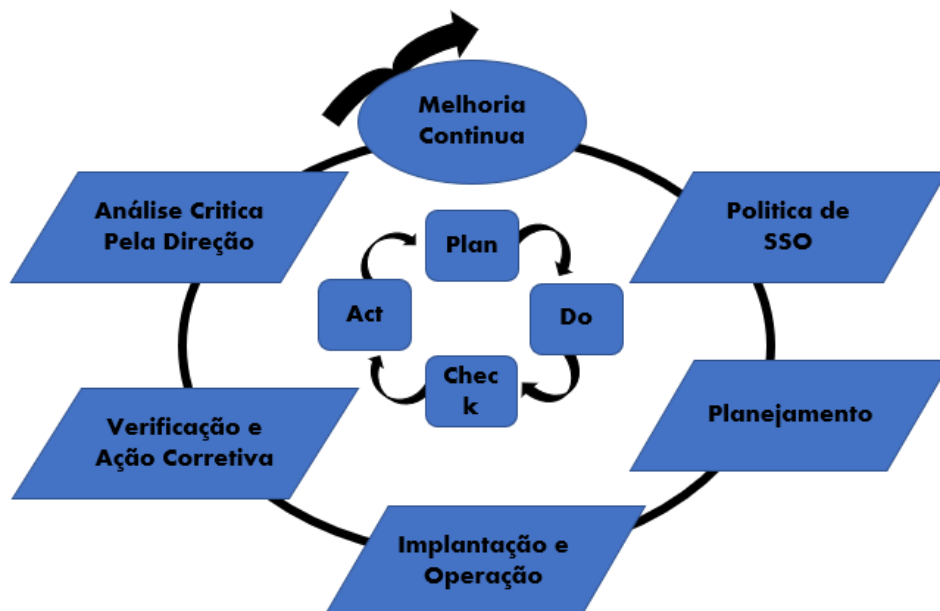 Melhoria
Continua
Politica de
SSO
Planejamento
Implantação e
Operação
Verificação e
Ação Corretiva
Análise Critica
Pela Direção
Plan
Do
Chec
k
Act